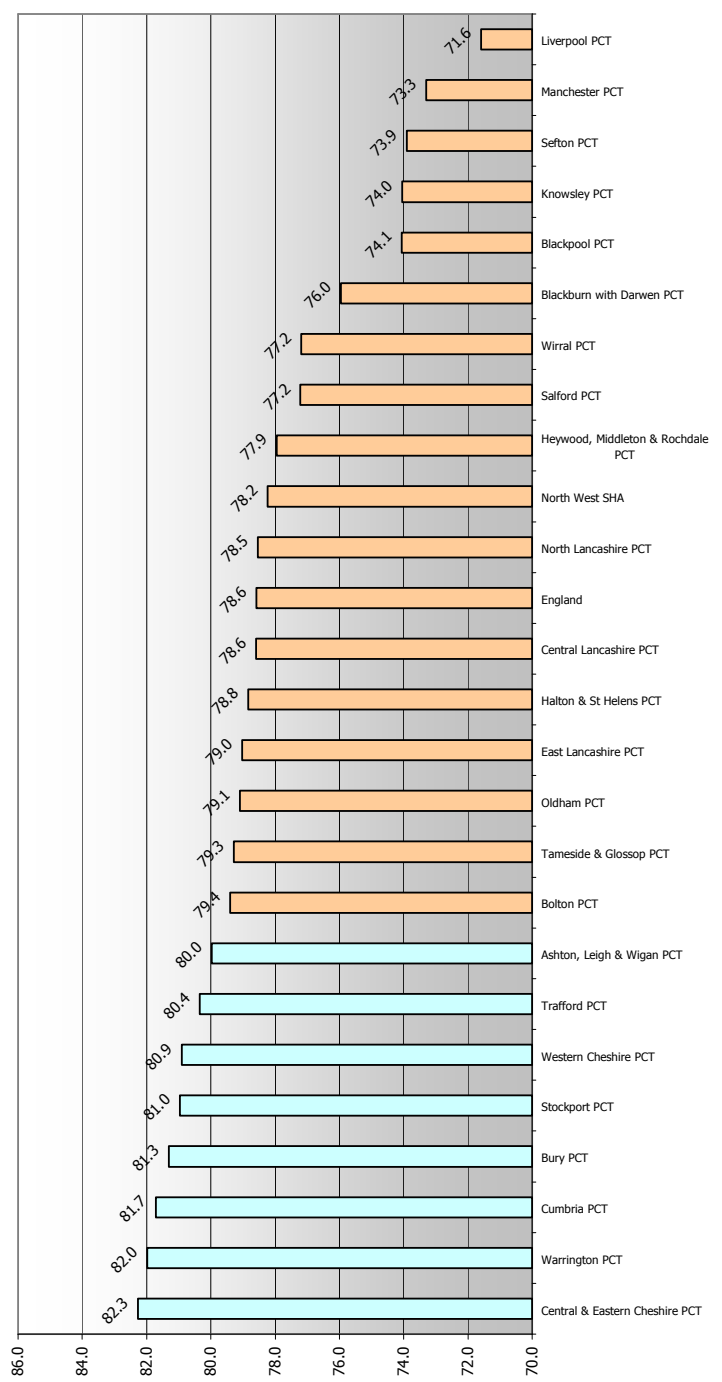 71.6
Liverpool PCT
73.3
Manchester PCT
73.9
Sefton PCT
74.0
Knowsley PCT
74.1
Blackpool PCT
76.0
Blackburn with Darwen PCT
77.2
Wirral PCT
77.2
Salford PCT
77.9
Heywood, Middleton & Rochdale
PCT
78.2
North West SHA
78.5
North Lancashire PCT
78.6
England
78.6
Central Lancashire PCT
78.8
Halton & St Helens PCT
79.0
East Lancashire PCT
79.1
Oldham PCT
79.3
Tameside & Glossop PCT
79.4
Bolton PCT
80.0
Ashton, Leigh & Wigan PCT
80.4
Trafford PCT
80.9
Western Cheshire PCT
81.0
Stockport PCT
81.3
Bury PCT
81.7
Cumbria PCT
82.0
Warrington PCT
82.3
Central & Eastern Cheshire PCT
86.0
84.0
82.0
80.0
78.0
76.0
74.0
72.0
70.0